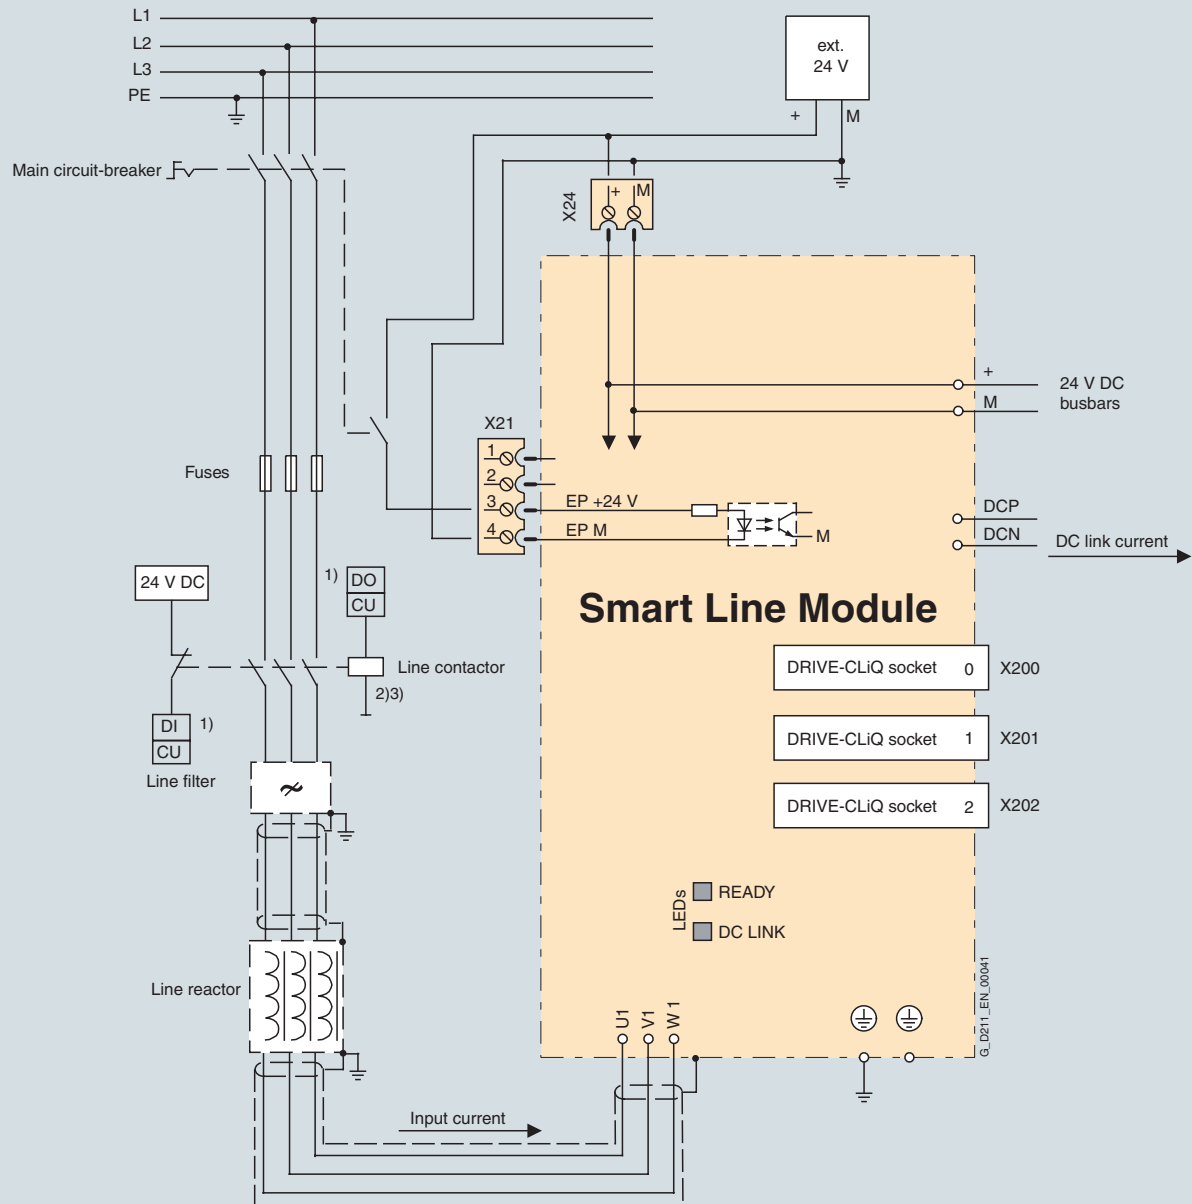 L1
L2
L3
PE
ext.
24 V
+ M
Main circuit-breaker
X24
+ M
+
24 V DC
busbars
M
X21
1
2
3
4
Fuses
EP +24 V
EP M
M
DCP
DCN
DC link current
24 V DC
1)
DO
CU
Smart Line Module
Line contactor
2)3)
DRIVE-CLiQ socket 0
X200
DI
CU
1)
Line filter
DRIVE-CLiQ socket 1
X201
DRIVE-CLiQ socket 2
X202
LEDs
READY
DC LINK
Line reactor
U1
V1
W 1
G_D211_EN_00041
Input current